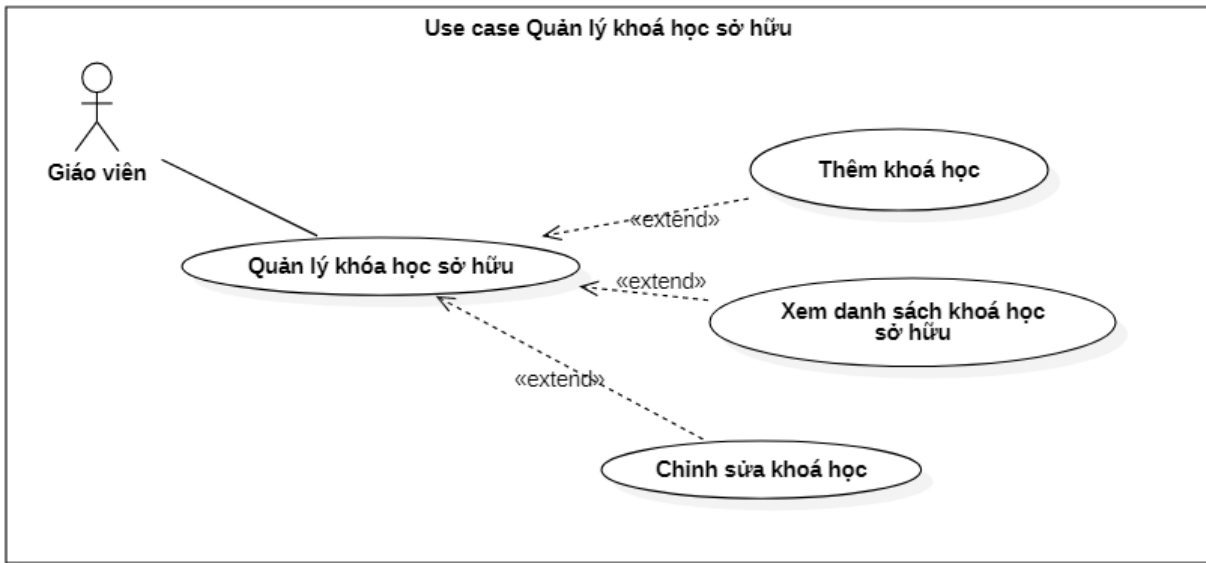 Use case Quản lý khoá học sở hữu
Giáo viên
Thêm khoá học
«extend»
Quản lý khóa học sở hữu
«extend»
Xem danh sách khoá học
sở hữu
«extend»
Chỉnh sửa khoá học